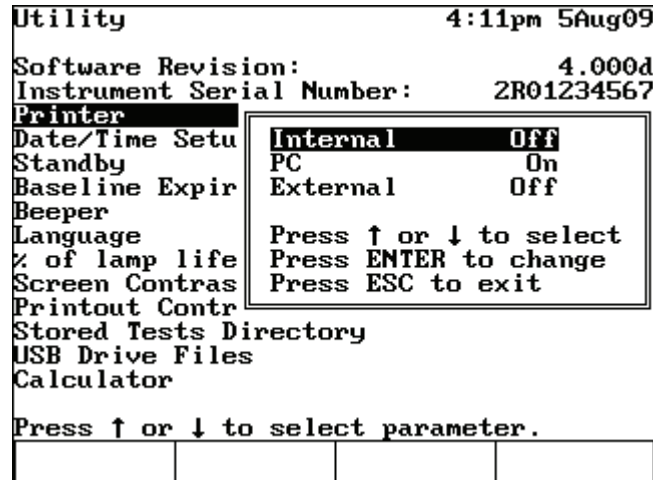 Utility 4:11pm 5Aug09
Software Revision: 4.000d
Instrument Serial Number: 2R01234567
Printer
Date/Time Setu
Standby
Baseline Expir
Beeper
Language
% of lamp life
Screen Contras
Printout Contr
Internal Off
PC On
External Off
Press ↑ or ↓ to select
Press ENTER to change
Press ESC to exit
Stored Tests Directory
USB Drive Files
Calculator
Press ↑ or ↓ to select parameter.